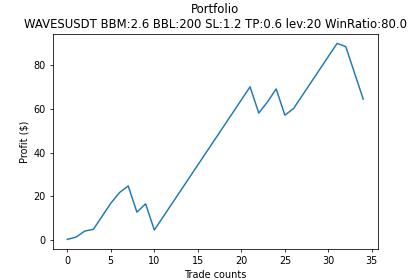 Portfolio
WAVESUSDT BBM:2.6 BBL:200 SL:1.2 TP:0.6 lev:20 WinRatio:80.0
Profit ($)
80
60
40
20
0
0 5 10 15 20 25 30 35
Trade counts